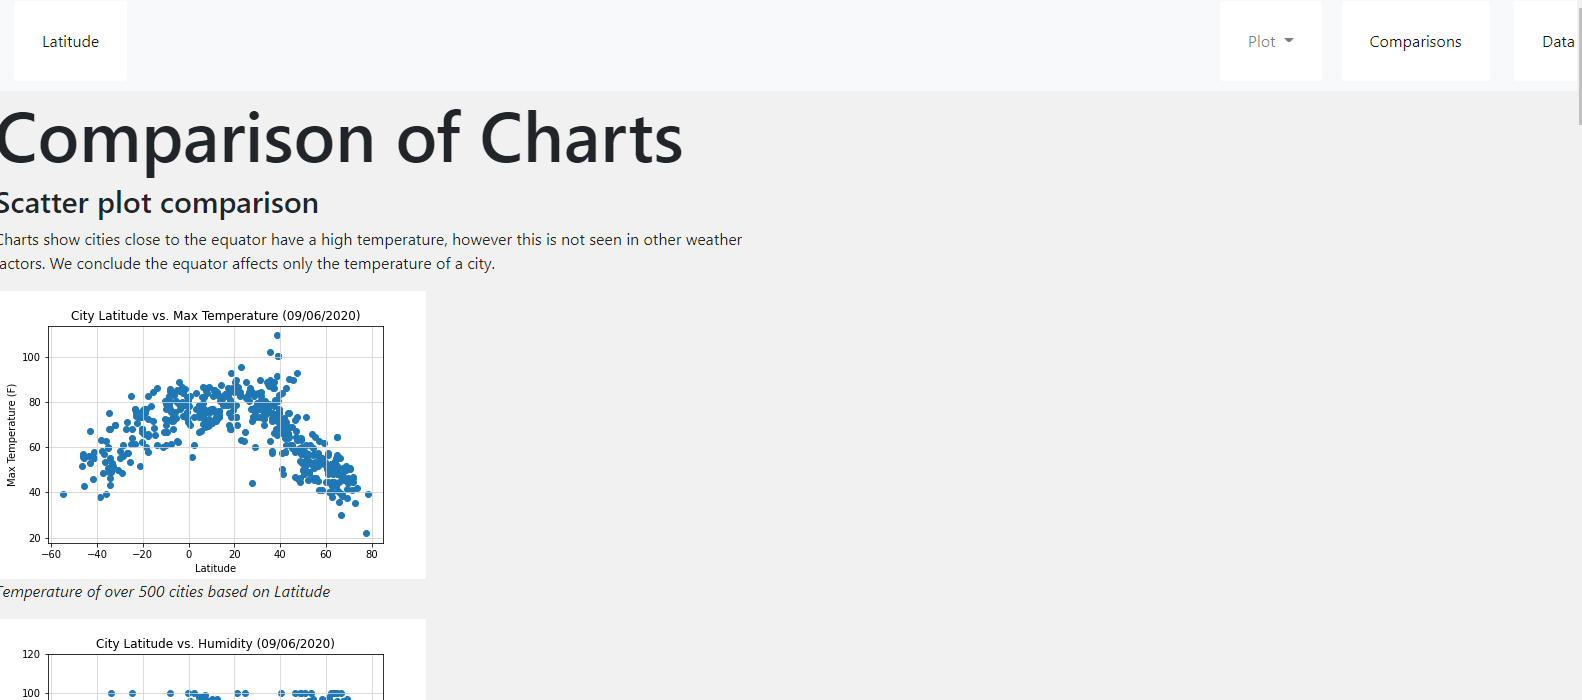 Latitude
Plot
Comparisons
Data
Comparison of Charts
Scatter plot comparison
Charts show cities close to the equator have a high temperature, however this is not seen in other weather
actors. We conclude the equator affects only the temperature of a city.
City Latitude vs. Max Temperature (09/06/2020)
100
80
60
40
20
Max Temperature (F)
−60 −40 −20 0 20 40 60 80
Latitude
Temperature of over 500 cities based on Latitude
City Latitude vs. Humidity (09/06/2020)
120
100